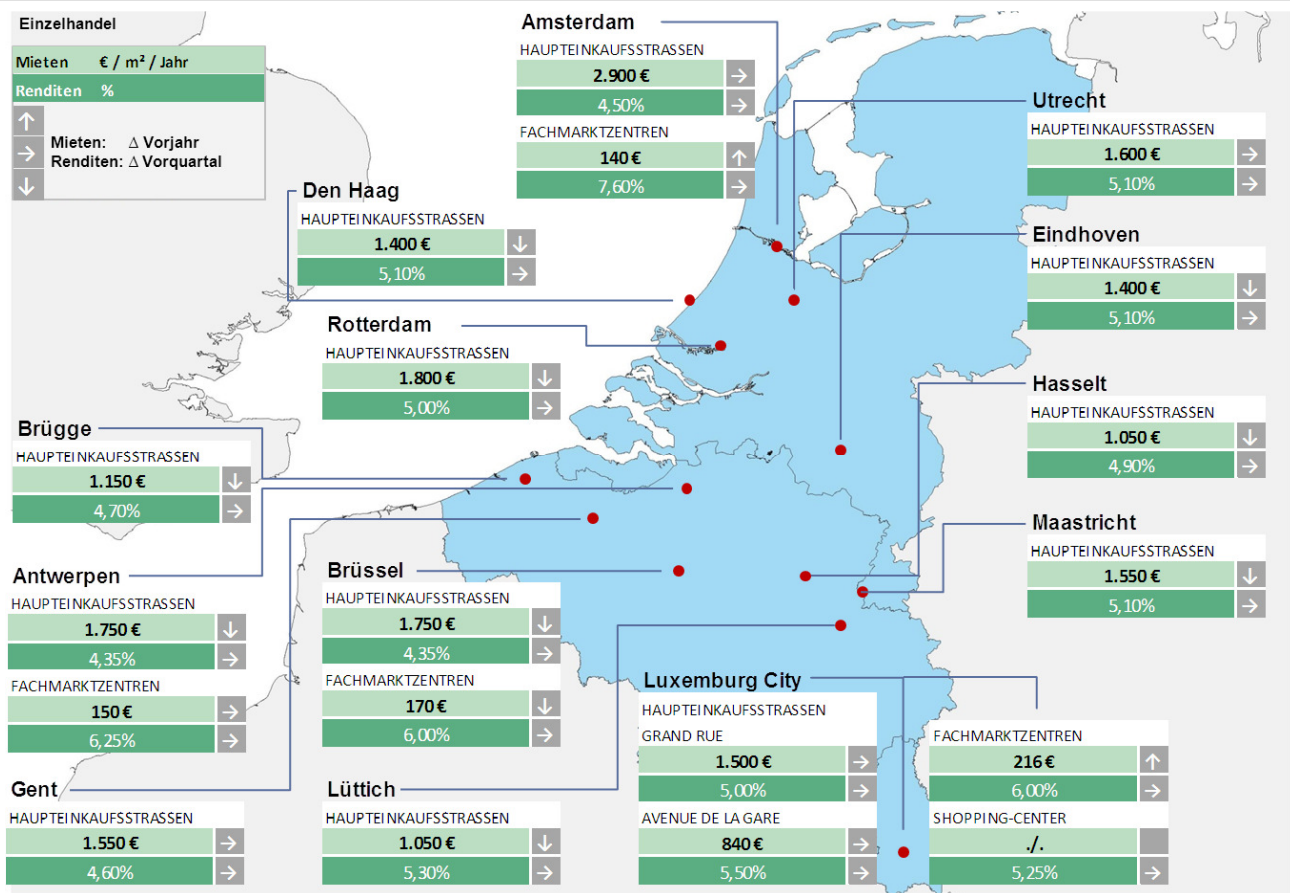 Einzelhandel
Mieten € / m² / Jahr
Renditen %
↑
→
↓
Mieten: Δ Vorjahr
Renditen: Δ Vorquartal
Amsterdam
HAUPTEINKAUFSSTRASSEN
2.900 € →
4,50% →
FACHMARKTZENTREN
140 € ↑
7,60% →
Utrecht
HAUPTEINKAUFSSTRASSEN
1.600 € →
5,10% →
Den Haag
HAUPTEINKAUFSSTRASSEN
1.400 € ↓
5,10% →
Eindhoven
HAUPTEINKAUFSSTRASSEN
1.400 € ↓
5,10% →
Rotterdam
HAUPTEINKAUFSSTRASSEN
1.800 € ↓
5,00% →
Hasselt
HAUPTEINKAUFSSTRASSEN
1.050 € ↓
4,90% →
Brügge
HAUPTEINKAUFSSTRASSEN
1.150 € ↓
4,70% →
Maastricht
HAUPTEINKAUFSSTRASSEN
1.550 € ↓
5,10% →
Antwerpen
HAUPTEINKAUFSSTRASSEN
1.750 € ↓
4,35% →
FACHMARKTZENTREN
150 € →
6,25% →
Brüssel
HAUPTEINKAUFSSTRASSEN
1.750 € ↓
4,35% →
FACHMARKTZENTREN
170 € ↓
6,00% →
Luxemburg City
HAUPTEINKAUFSSTRASSEN
GRAND RUE
1.500 € →
5,00% →
AVENUE DE LA GARE
840 € →
5,50% →
FACHMARKTZENTREN
216 € ↑
6,00% →
SHOPPING-CENTER
./.
5,25% →
Gent
HAUPTEINKAUFSSTRASSEN
1.550 € →
4,60% →
Lüttich
HAUPTEINKAUFSSTRASSEN
1.050 € ↓
5,30% →